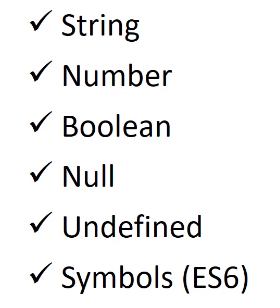 ✓ String
✓ Number
✓ Boolean
✓ Null
✓ Undefined
✓ Symbols (ES6)